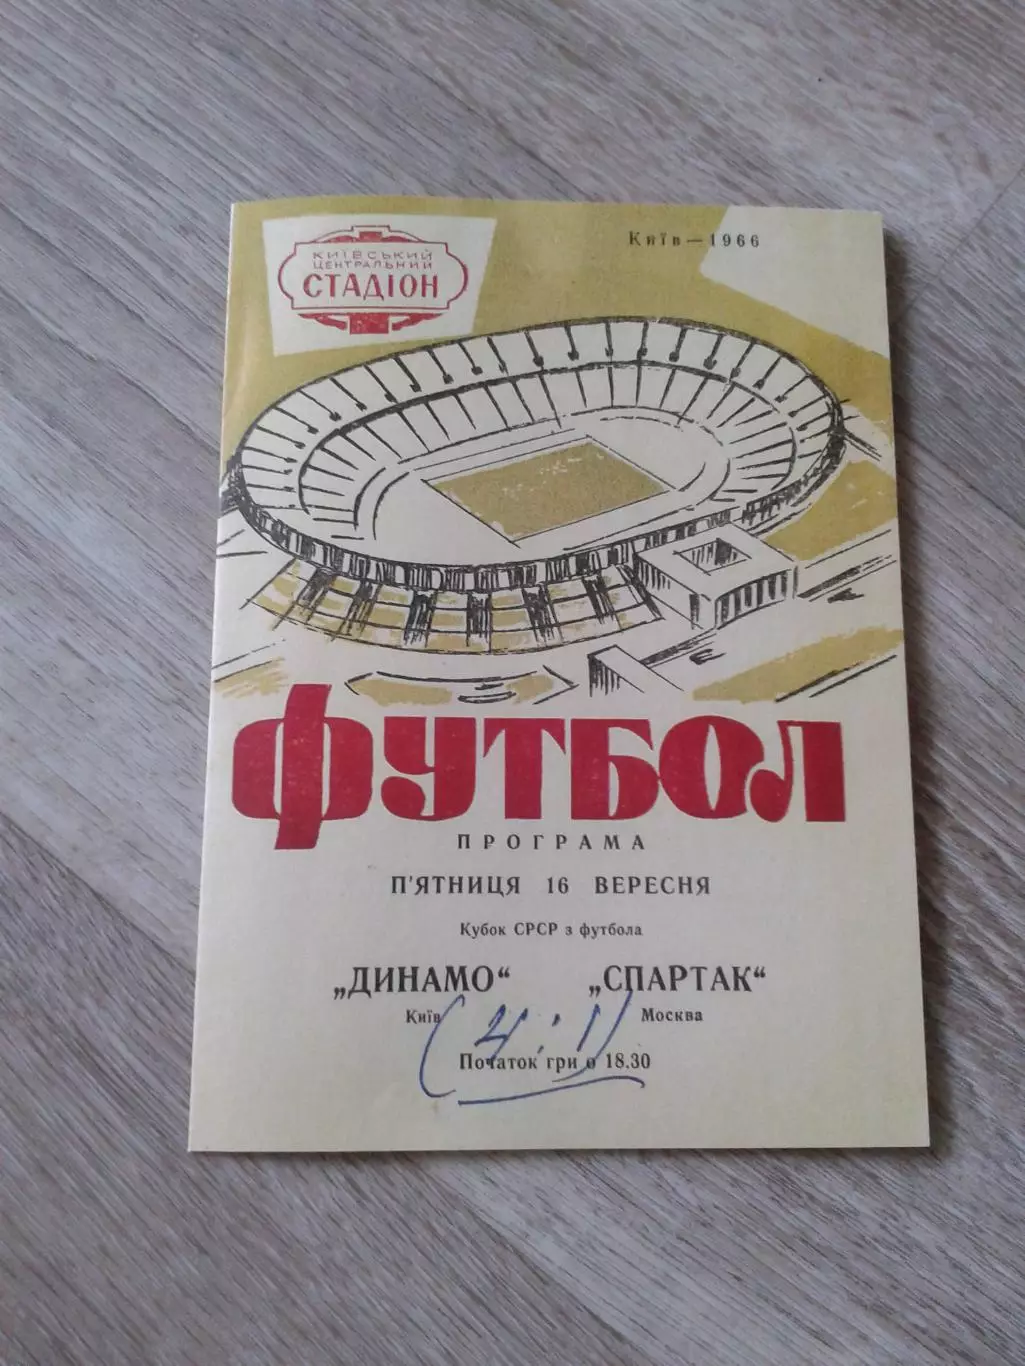 КИЇВСЬКИЙ
ЦЕНТРАЛЬНИЙ
СТАДІОН
Київ — 1966
ФУТБОЛ
ПРОГРАМА
П'ЯТНИЦЯ 16 ВЕРЕСНЯ
Кубок СРСР з футбола
„ДИНАМО“ „СПАРТАК“
Київ Москва
(4:1)
Початок гри о 18.30